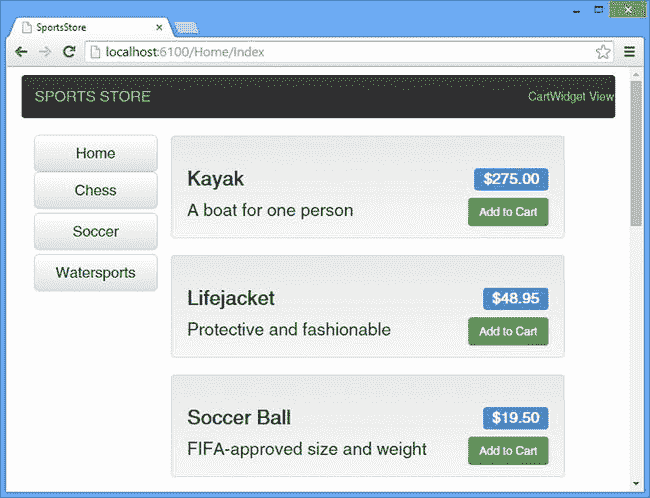 SportsStore
localhost:6100/Home/Index
SPORTS STORE CartWidget View
Home
Chess
Soccer
Watersports
Kayak $275.00
A boat for one person Add to Cart
Lifejacket $48.95
Protective and fashionable Add to Cart
Soccer Ball $19.50
FIFA-approved size and weight Add to Cart